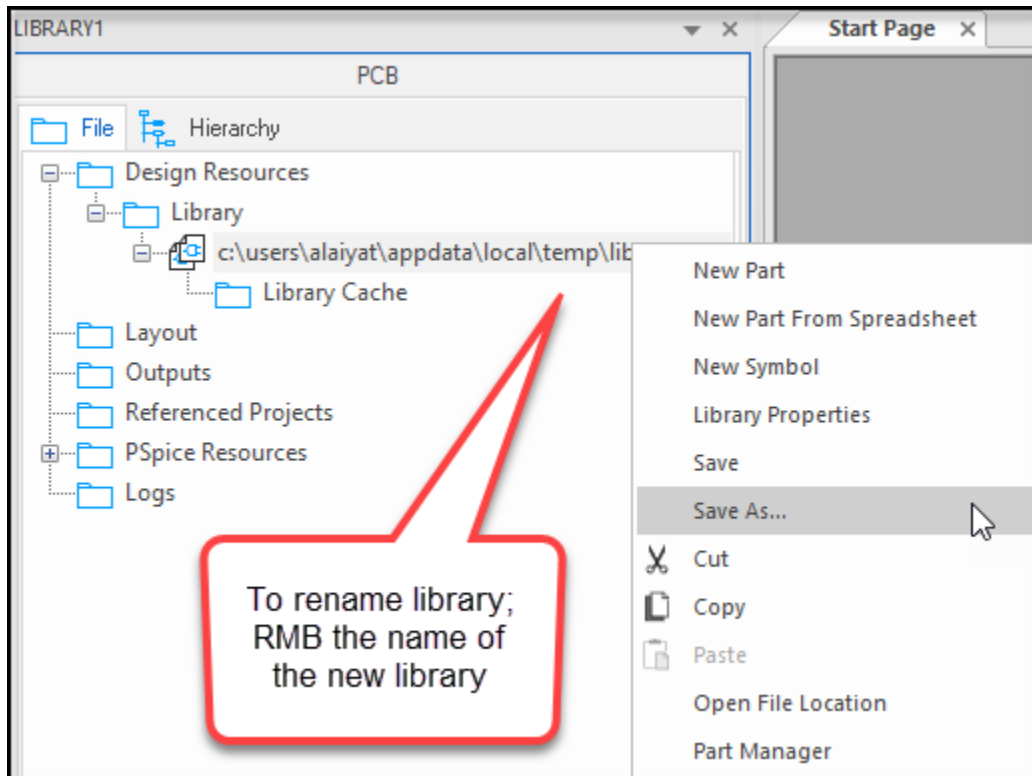 LIBRARY1
Start Page
PCB
File
Hierarchy
Design Resources
Library
c:\users\alaiyat\appdata\local\temp\lib
Library Cache
Layout
Outputs
Referenced Projects
PSpice Resources
Logs
To rename library;
RMB the name of
the new library
New Part
New Part From Spreadsheet
New Symbol
Library Properties
Save
Save As...
Cut
Copy
Paste
Open File Location
Part Manager